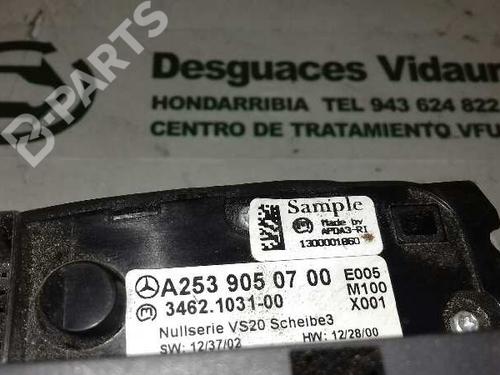 Desguaces Vidaur
HONDARRIBIA TEL 943 624 822
CENTRO DE TRATAMIENTO VFU
B-PARTS
Sample
Made by
APDA3-RI
1300001860
A253 905 07 00 E005
M100
3462.1031-00 X001
Nullserie VS20 Scheibe3
SW: 12/37/02 HW: 12/28/00